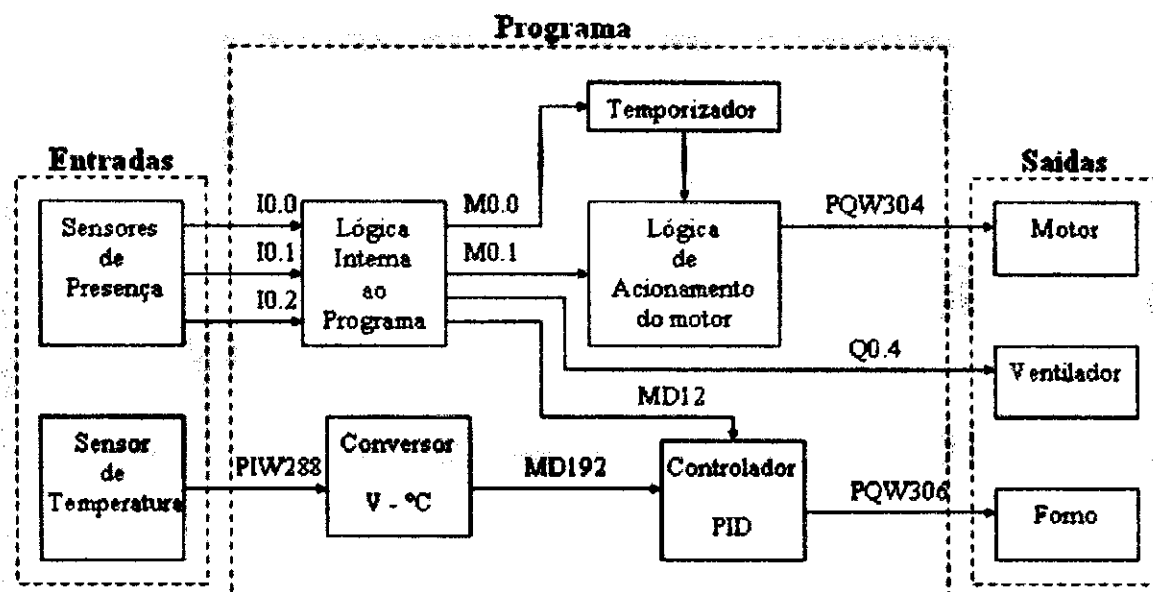 Programa
Entradas
Saídas
Temporizador
Sensores
de
Presença
I0.0
I0.1
I0.2
Lógica
Interna
ao
Programa
M0.0
M0.1
Lógica
de
Acionamento
do motor
PQW304
Motor
Q0.4
Ventilador
MD12
Sensor
de
Temperatura
PIW288
Conversor
V - ºC
MD192
Controlador
PID
PQW306
Forno